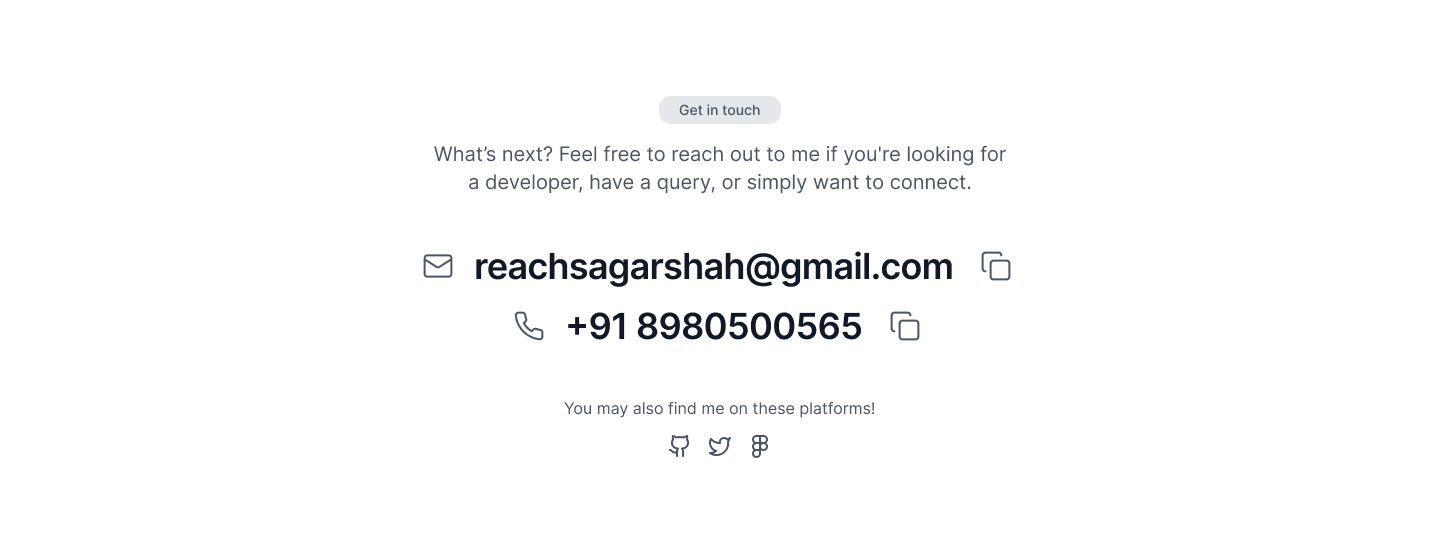 Get in touch
What’s next? Feel free to reach out to me if you're looking for
a developer, have a query, or simply want to connect.
reachsagarshah@gmail.com
+91 8980500565
You may also find me on these platforms!